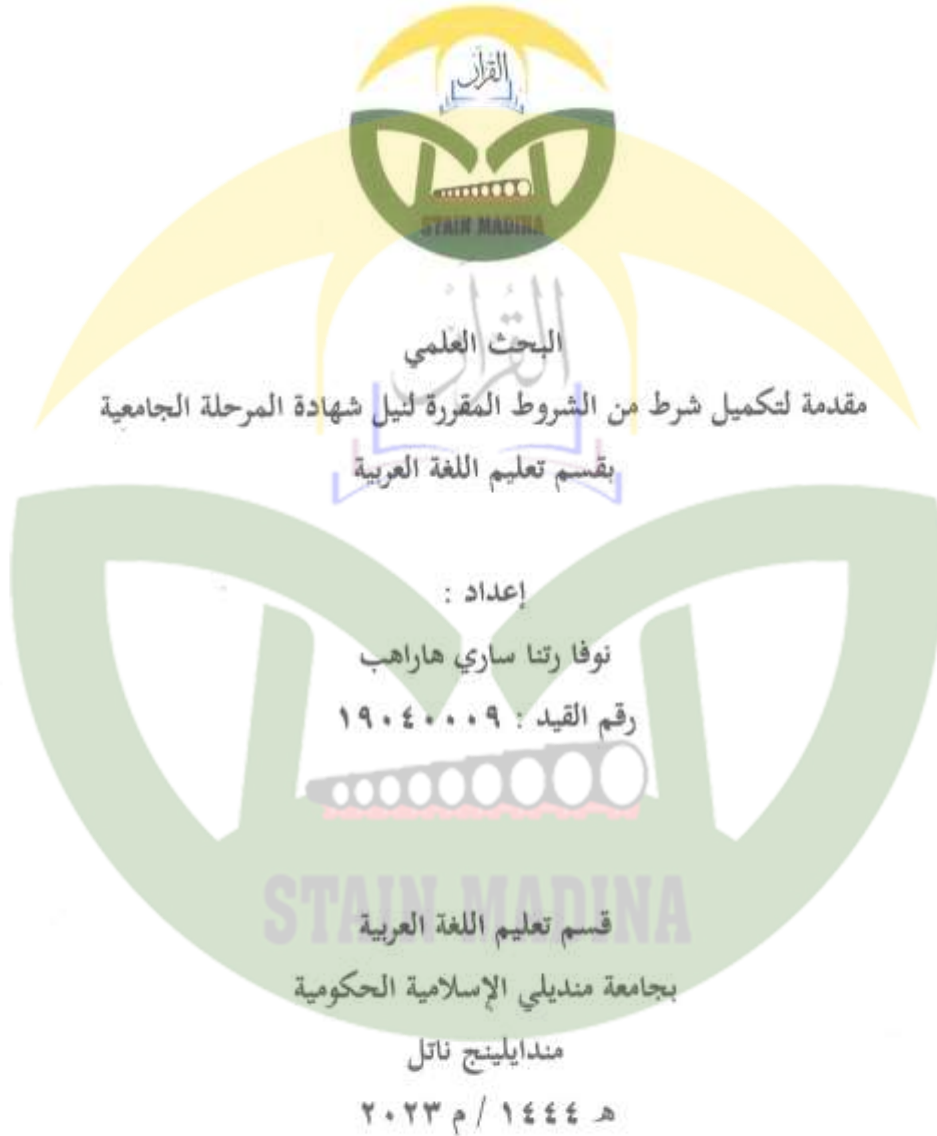 القرآن
STAIN MADINA
القرآن
البحث العلمي
مقدمة لتكميل شرط من الشروط المقررة لنيل شهادة المرحلة الجامعية
بقسم تعليم اللغة العربية
إعداد :
نوفا رتنا ساري هاراهب
رقم القيد : ١٩٠٤٠٠٠٩
STAIN MADINA
قسم تعليم اللغة العربية
بجامعة منديلي الإسلامية الحكومية
مندايلينج ناتل
ه ١٤٤٤ / م ٢٠٢٣